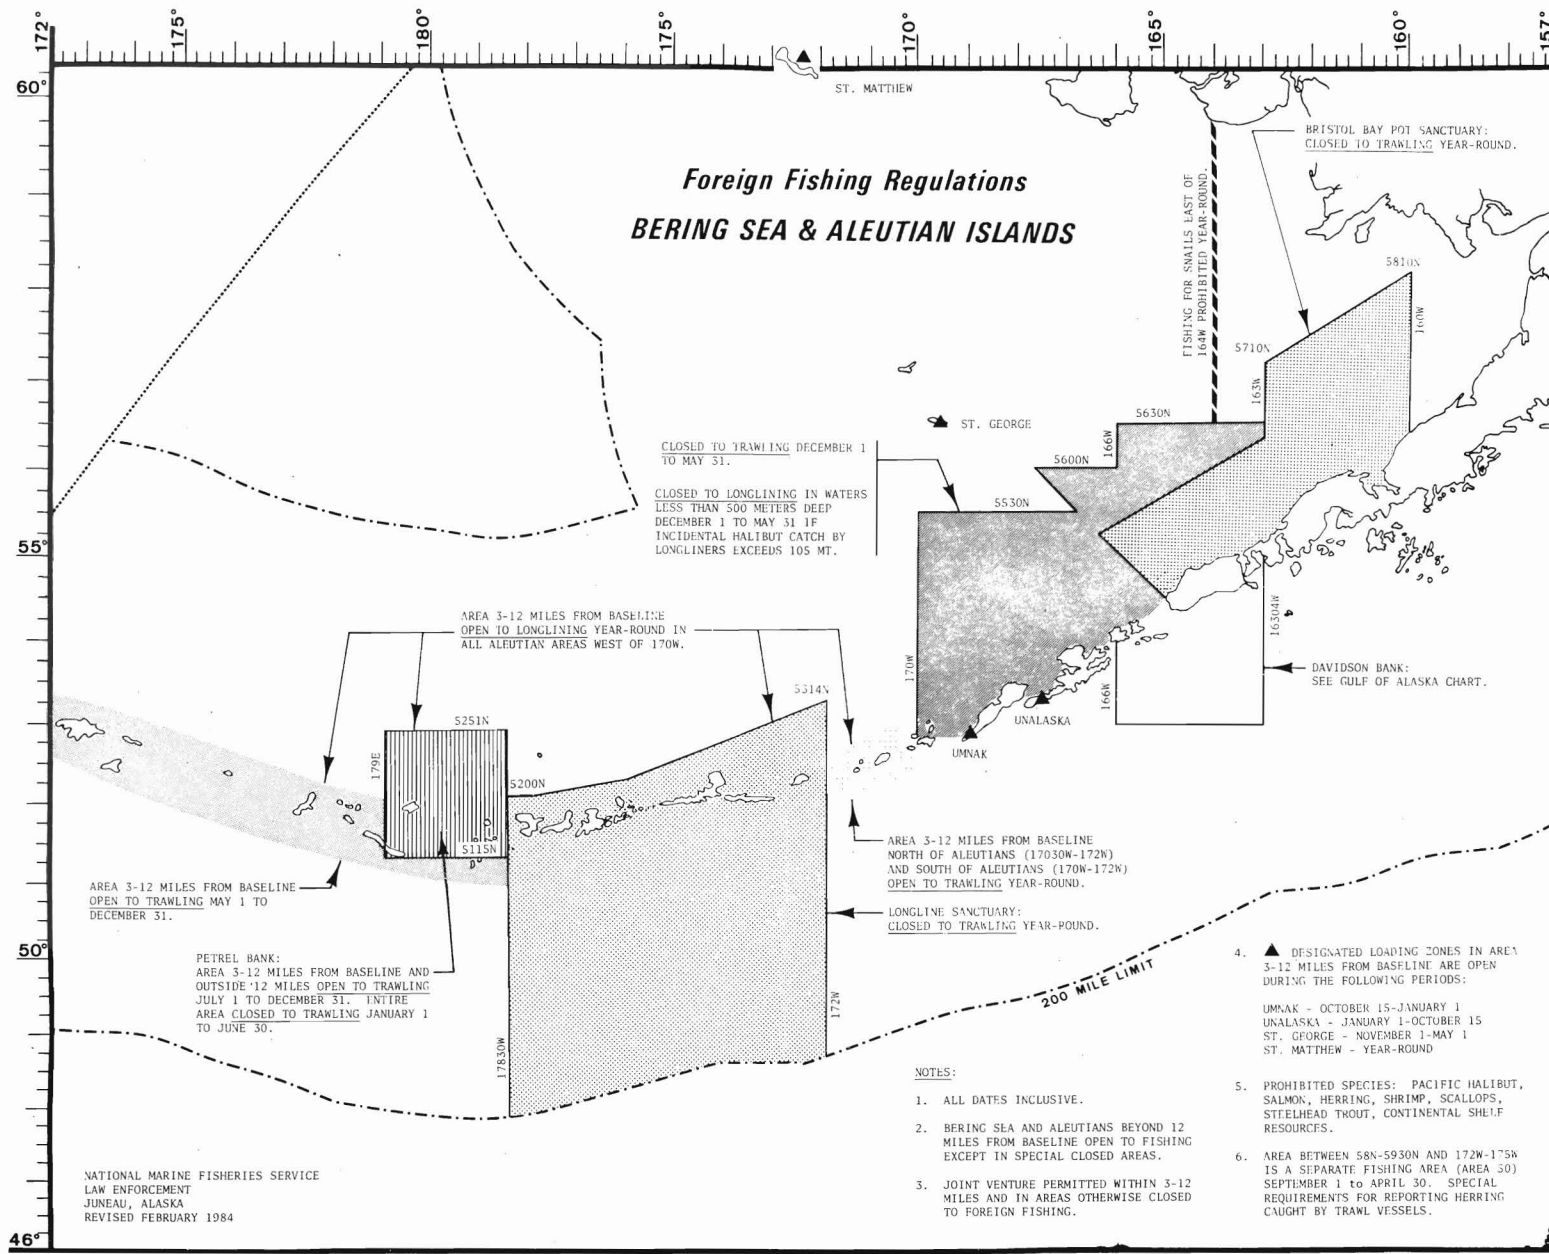 172°
175°
180°
175°
170°
165°
160°
157°
60°
55°
50°
46°
ST. MATTHEW
Foreign Fishing Regulations
BERING SEA & ALEUTIAN ISLANDS
BRISTOL BAY POT SANCTUARY:
CLOSED TO TRAWLING YEAR-ROUND.
FISHING FOR SNAILS EAST OF
164W PROHIBITED YEAR-ROUND.
5810N
160W
5710N
163W
5630N
166W
5600N
5530N
ST. GEORGE
CLOSED TO TRAWLING DECEMBER 1
TO MAY 31.
CLOSED TO LONGLINING IN WATERS
LESS THAN 500 METERS DEEP
DECEMBER 1 TO MAY 31 IF
INCIDENTAL HALIBUT CATCH BY
LONGLINERS EXCEEDS 105 MT.
AREA 3-12 MILES FROM BASELINE
OPEN TO LONGLINING YEAR-ROUND IN
ALL ALEUTIAN AREAS WEST OF 170W.
170W
16304W
166W
DAVIDSON BANK:
SEE GULF OF ALASKA CHART.
UNALASKA
UMNAK
5314N
5251N
179E
5200N
5115N
AREA 3-12 MILES FROM BASELINE
NORTH OF ALEUTIANS (17030W-172W)
AND SOUTH OF ALEUTIANS (170W-172W)
OPEN TO TRAWLING YEAR-ROUND.
AREA 3-12 MILES FROM BASELINE
OPEN TO TRAWLING MAY 1 TO
DECEMBER 31.
LONGLINE SANCTUARY:
CLOSED TO TRAWLING YEAR-ROUND.
PETREL BANK:
AREA 3-12 MILES FROM BASELINE AND
OUTSIDE 12 MILES OPEN TO TRAWLING
JULY 1 TO DECEMBER 31. ENTIRE
AREA CLOSED TO TRAWLING JANUARY 1
TO JUNE 30.
17830W
172W
200 MILE LIMIT
NOTES:
1. ALL DATES INCLUSIVE.
2. BERING SEA AND ALEUTIANS BEYOND 12
MILES FROM BASELINE OPEN TO FISHING
EXCEPT IN SPECIAL CLOSED AREAS.
3. JOINT VENTURE PERMITTED WITHIN 3-12
MILES AND IN AREAS OTHERWISE CLOSED
TO FOREIGN FISHING.
4. ▲ DESIGNATED LOADING ZONES IN AREA
3-12 MILES FROM BASELINE ARE OPEN
DURING THE FOLLOWING PERIODS:
UMNAK - OCTOBER 15-JANUARY 1
UNALASKA - JANUARY 1-OCTOBER 15
ST. GEORGE - NOVEMBER 1-MAY 1
ST. MATTHEW - YEAR-ROUND
5. PROHIBITED SPECIES: PACIFIC HALIBUT,
SALMON, HERRING, SHRIMP, SCALLOPS,
STEELHEAD TROUT, CONTINENTAL SHELF
RESOURCES.
6. AREA BETWEEN 58N-5930N AND 172W-175W
IS A SEPARATE FISHING AREA (AREA 50)
SEPTEMBER 1 to APRIL 30. SPECIAL
REQUIREMENTS FOR REPORTING HERRING
CAUGHT BY TRAWL VESSELS.
NATIONAL MARINE FISHERIES SERVICE
LAW ENFORCEMENT
JUNEAU, ALASKA
REVISED FEBRUARY 1984